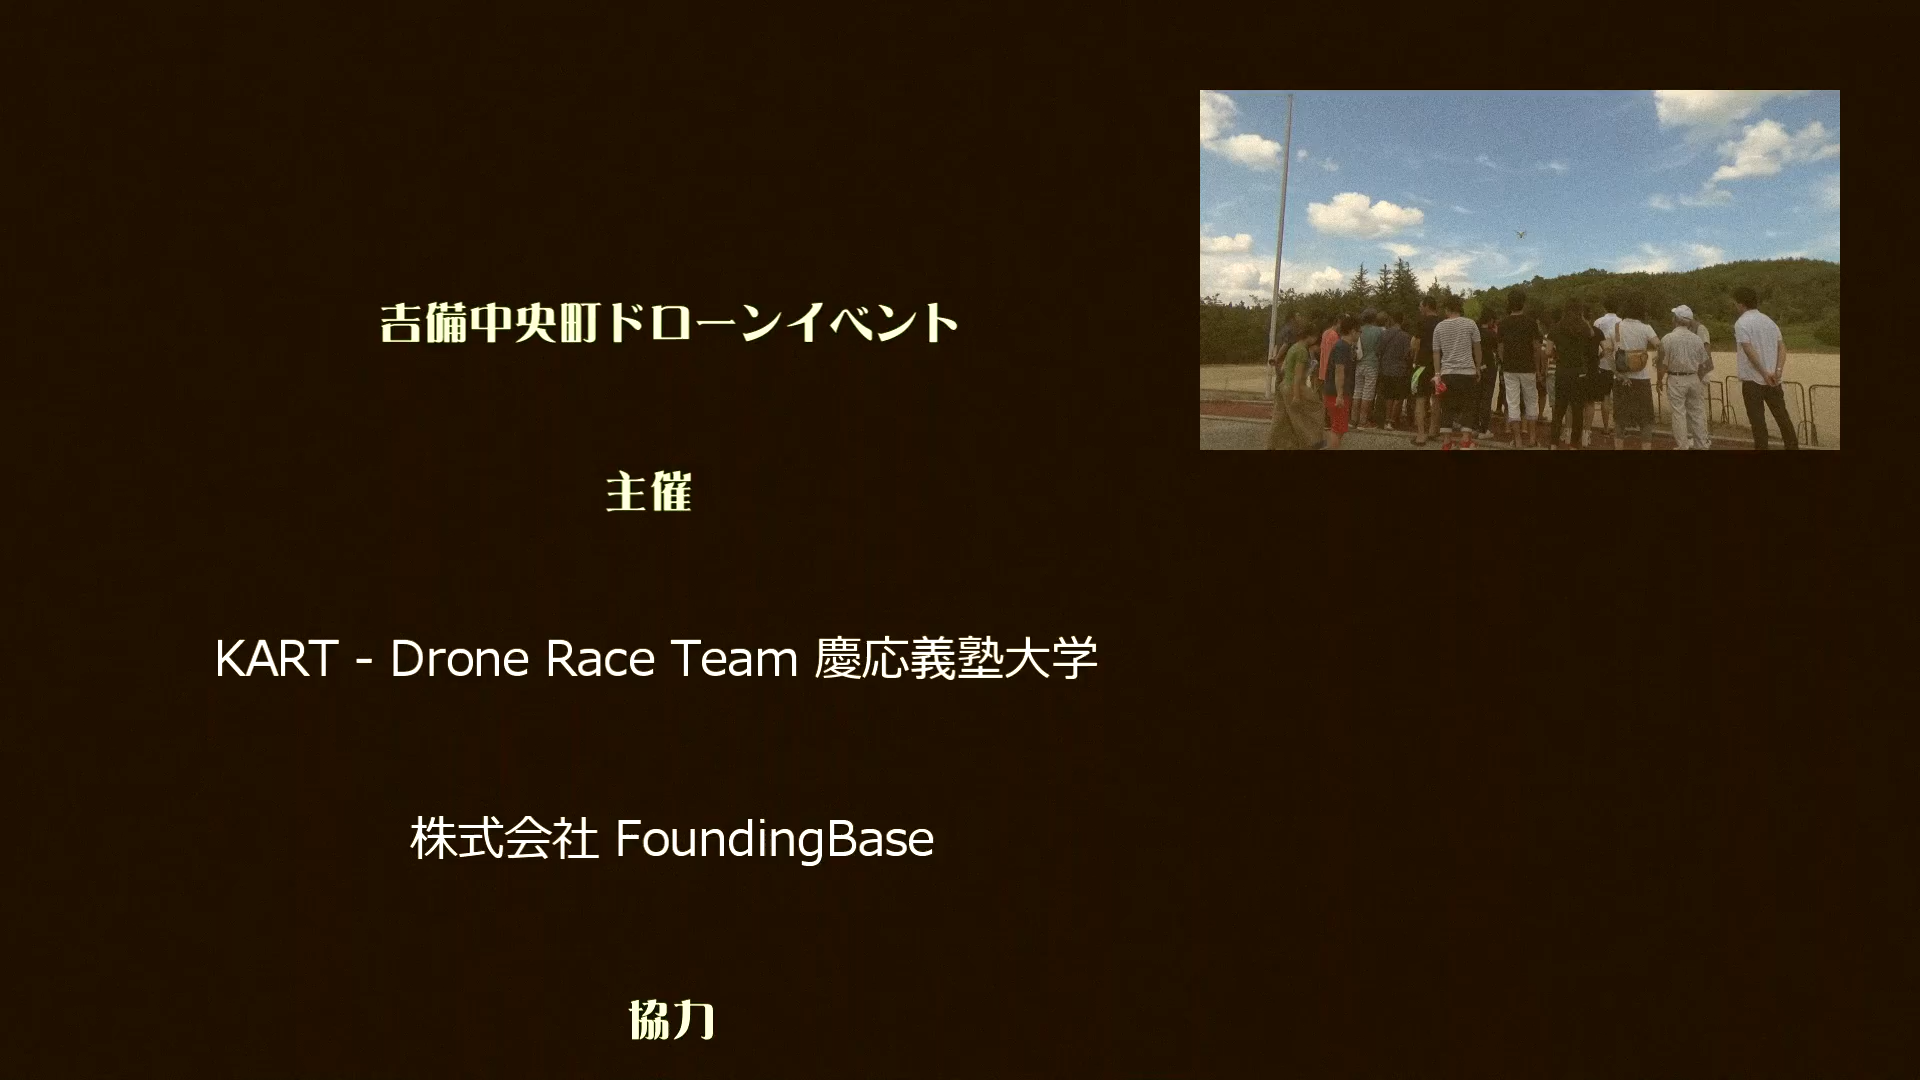 吉備中央町ドローンイベント
主催
KART - Drone Race Team 慶応義塾大学
株式会社 FoundingBase
協力